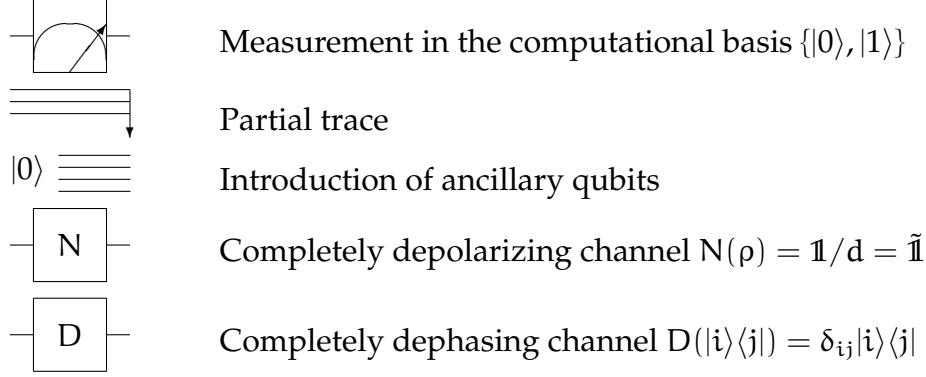 Measurement in the computational basis {|0⟩, |1⟩}
Partial trace
|0⟩ Introduction of ancillary qubits
N Completely depolarizing channel N(ρ) = 𝟙/d = 𝟙̃
D Completely dephasing channel D(|i⟩⟨j|) = δᵢⱼ|i⟩⟨j|